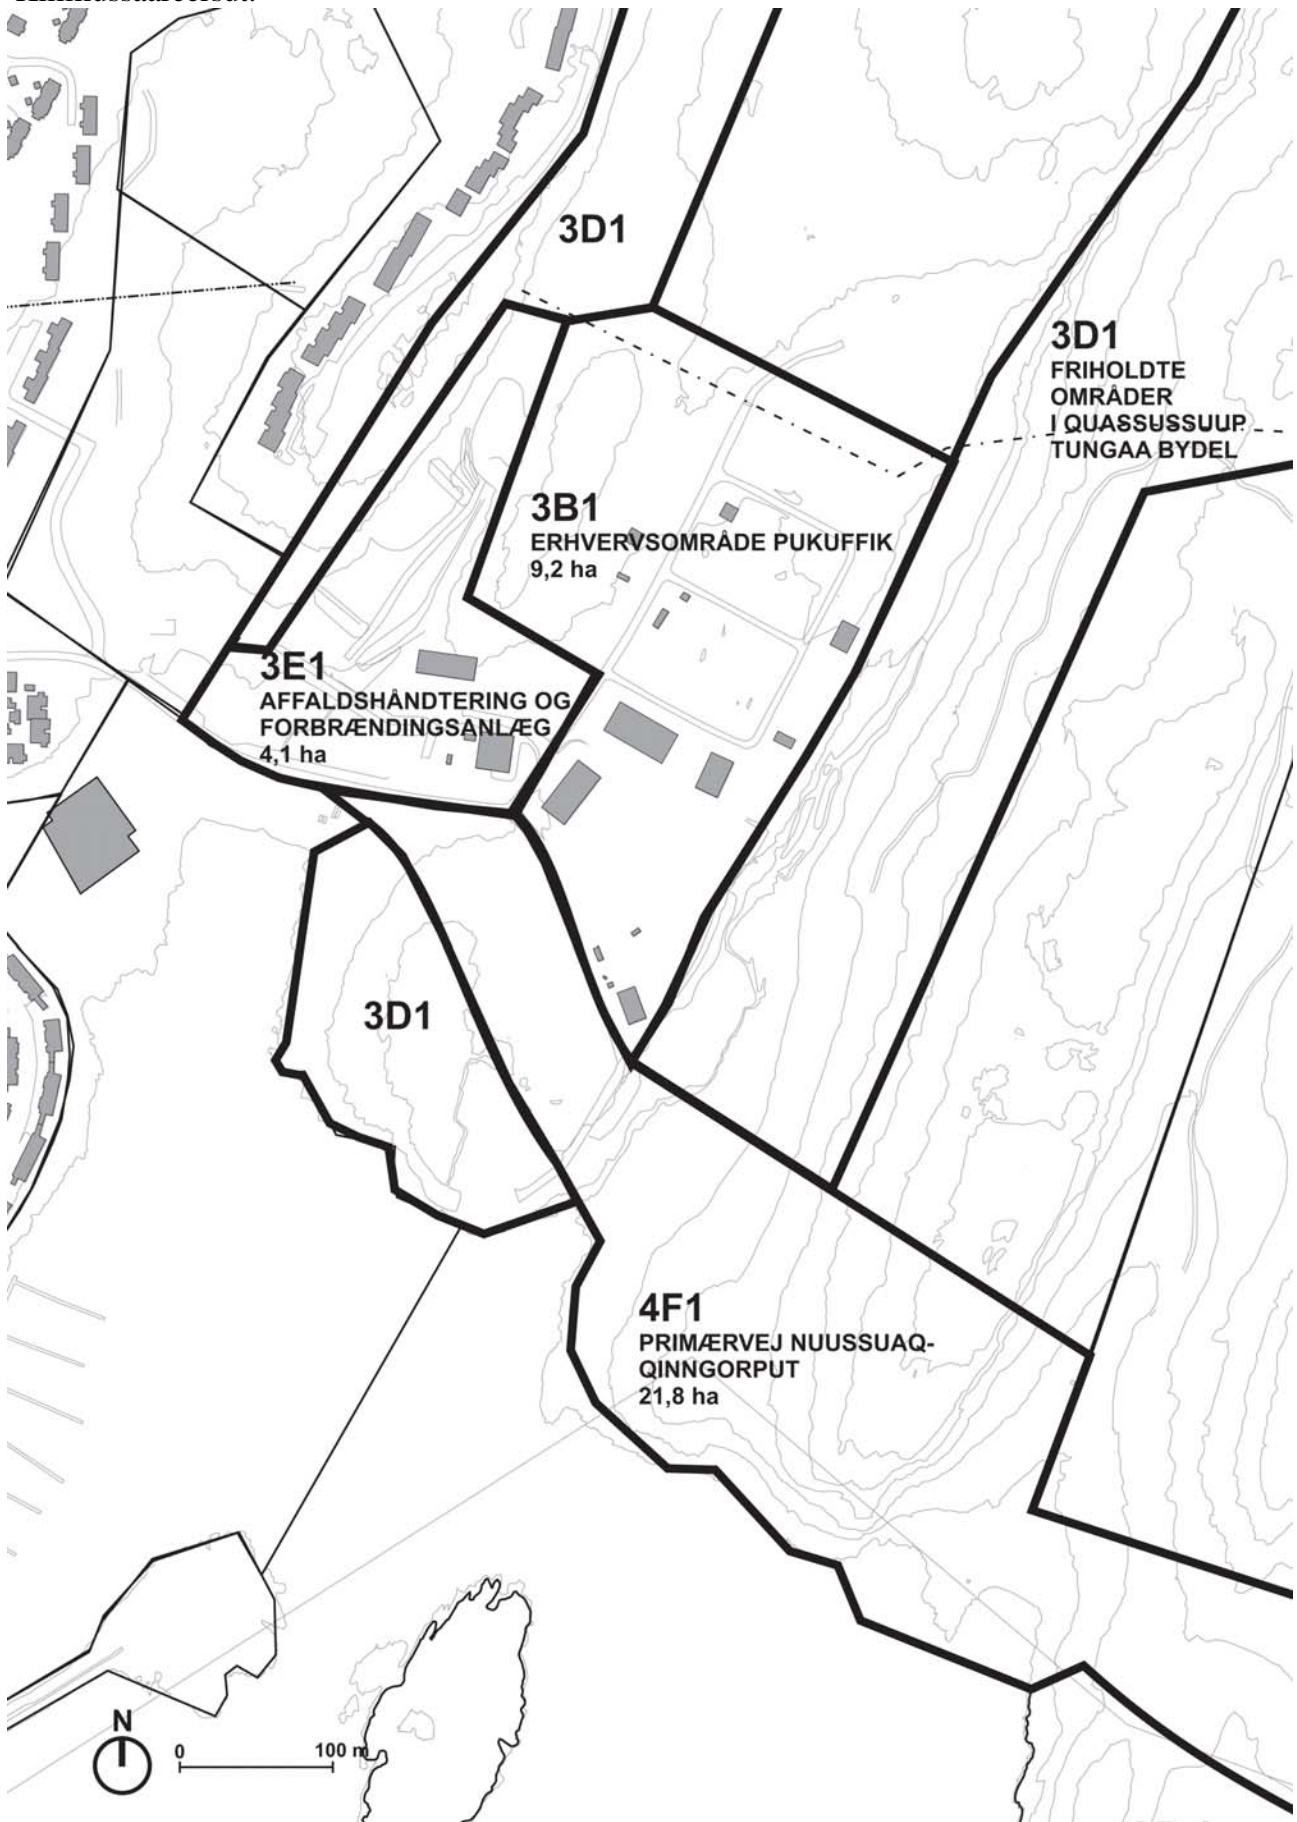 3D1
3D1
FRIHOLDTE
OMRÅDER
I QUASSUSSUUP
TUNGAA BYDEL
3B1
ERHVERVSOMRÅDE PUKUFFIK
9,2 ha
3E1
AFFALDSHÅNDTERING OG
FORBRÆNDINGSANLÆG
4,1 ha
3D1
4F1
PRIMÆRVEJ NUUSSUAQ-
QINNGORPUT
21,8 ha
N
0 100 m